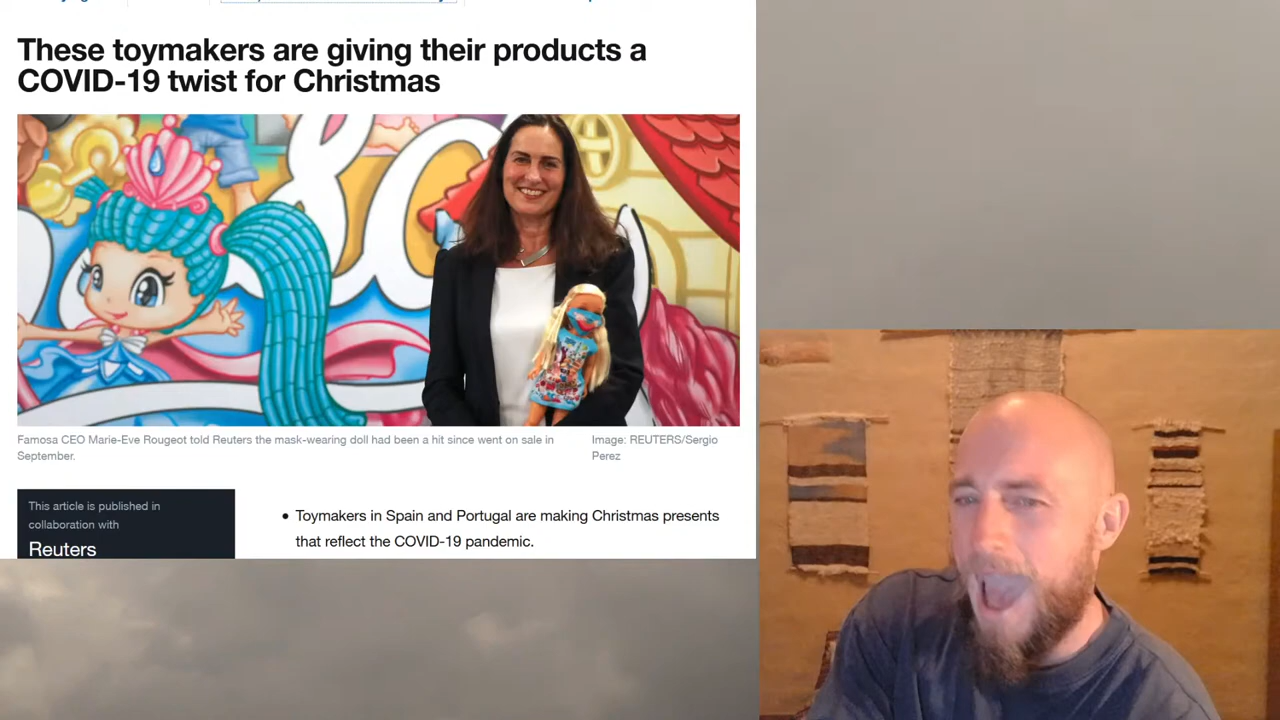 These toymakers are giving their products a
COVID-19 twist for Christmas
Famosa CEO Marie-Eve Rougeot told Reuters the mask-wearing doll had been a hit since went on sale in
September.
Image: REUTERS/Sergio
Perez
This article is published in
collaboration with
Reuters
• Toymakers in Spain and Portugal are making Christmas presents
that reflect the COVID-19 pandemic.